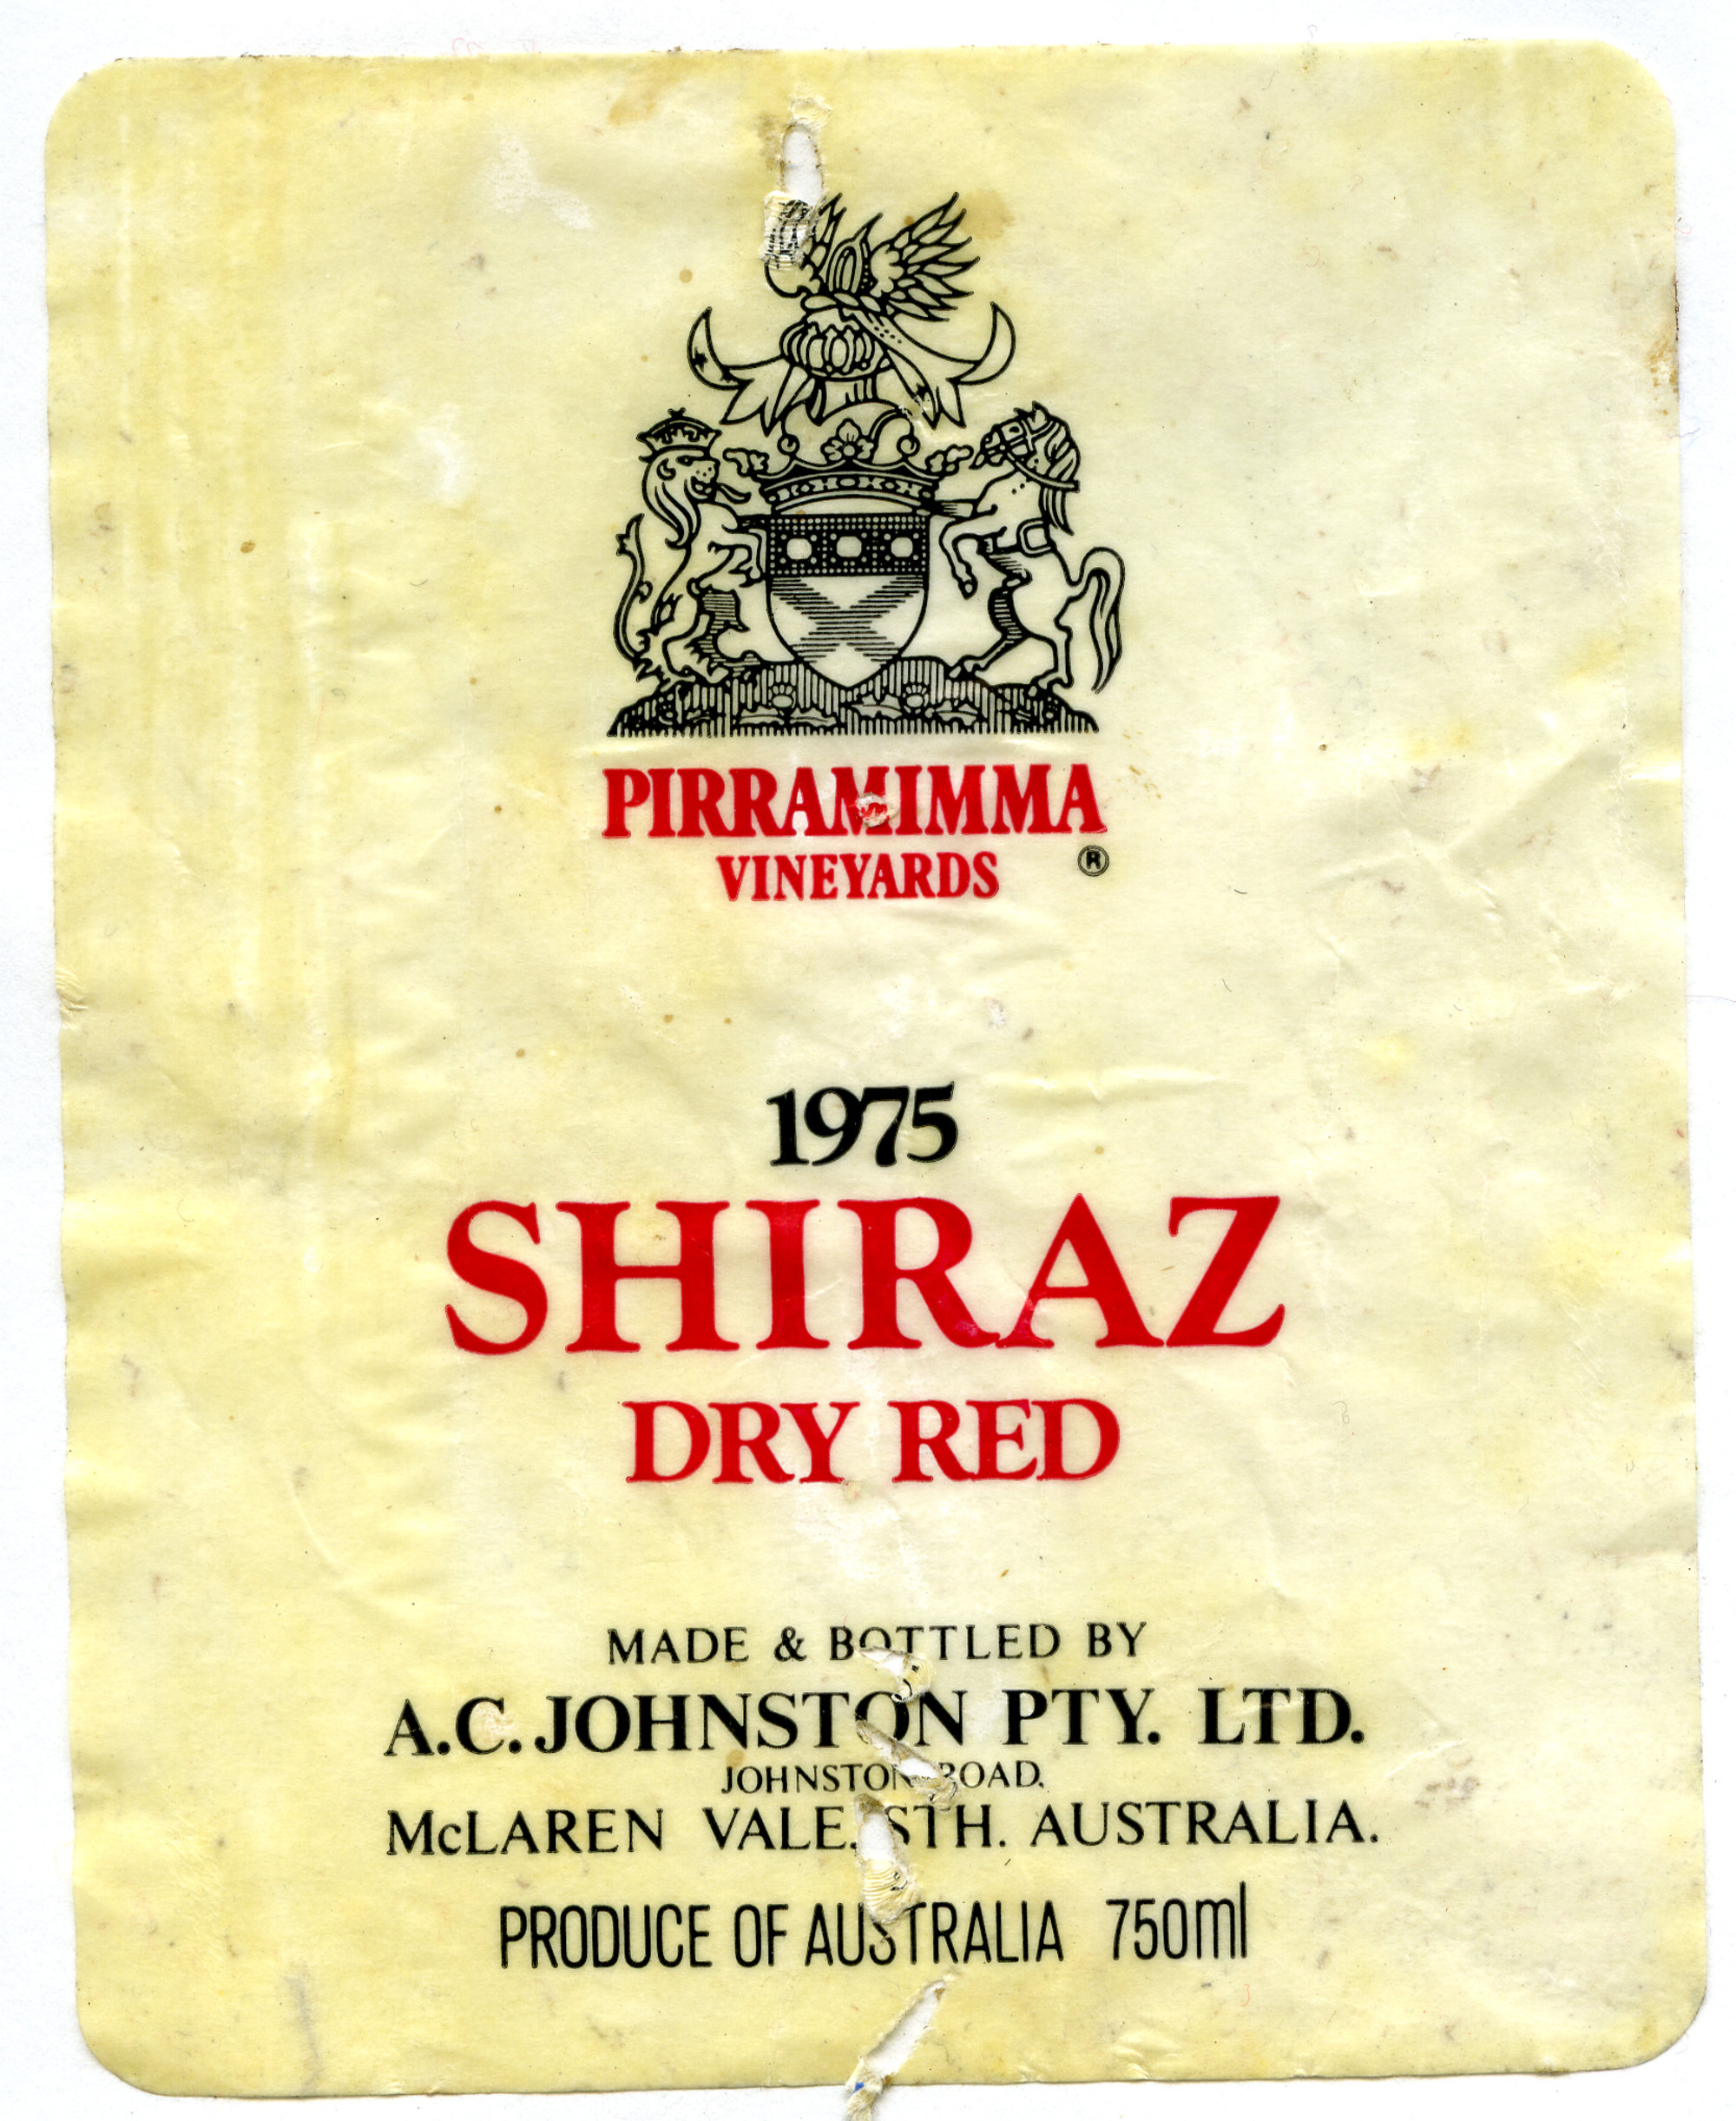 PIRRAMIMMA
VINEYARDS ®
1975
SHIRAZ
DRY RED
MADE & BOTTLED BY
A.C. JOHNSTON PTY. LTD.
JOHNSTON ROAD,
McLAREN VALE, STH. AUSTRALIA.
PRODUCE OF AUSTRALIA 750ml